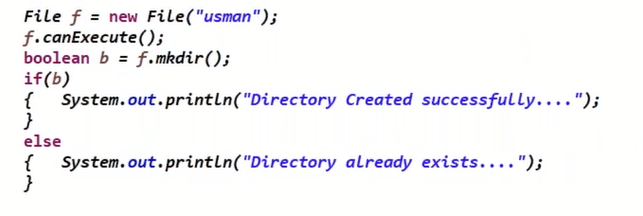 File f = new File("usman");
f.canExecute();
boolean b = f.mkdir();
if(b)
{   System.out.println("Directory Created successfully....");
}
else
{   System.out.println("Directory already exists....");
}